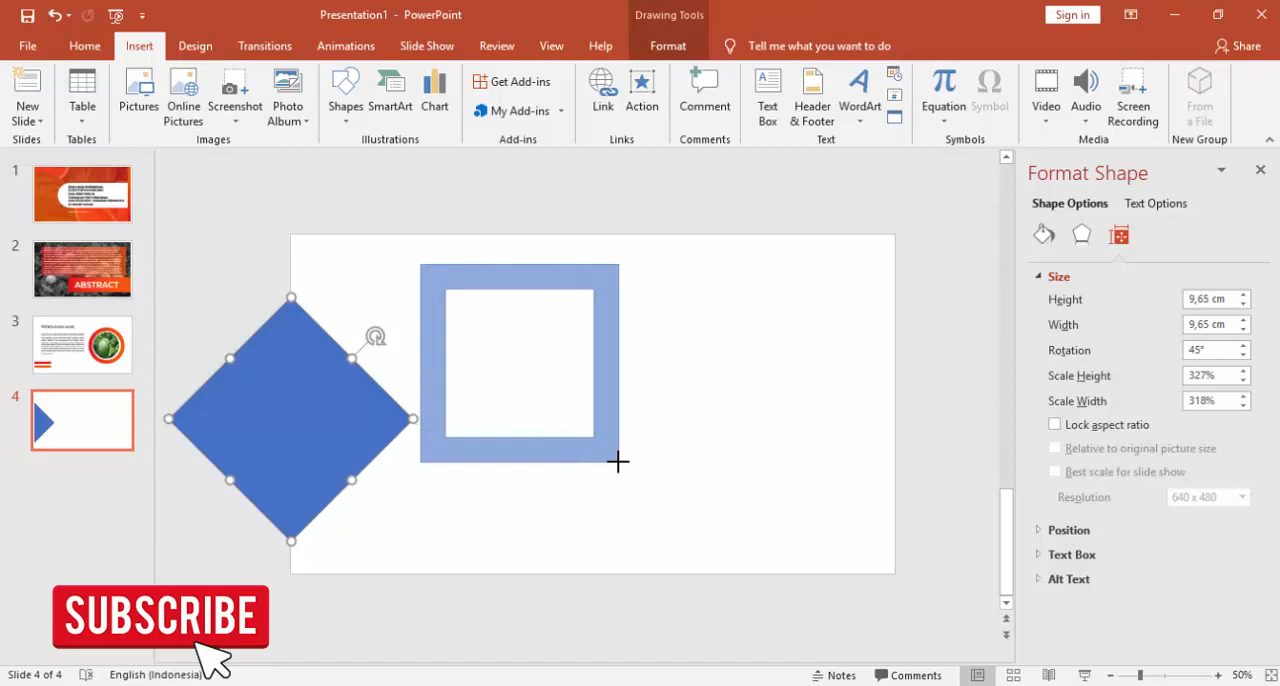 Presentation1 - PowerPoint
Drawing Tools
Sign in
File Home Insert Design Transitions Animations Slide Show Review View Help Format Tell me what you want to do Share
New Slide
Table
Pictures
Online Pictures
Screenshot
Photo Album
Shapes
SmartArt
Chart
Get Add-ins
My Add-ins
Link
Action
Comment
Text Box
Header & Footer
WordArt
Equation
Symbol
Video
Audio
Screen Recording
From a File
Slides Tables Images Illustrations Add-ins Links Comments Text Symbols Media New Group
1
2
ABSTRACT
3
4
Format Shape
Shape Options Text Options
Size
Height 9,65 cm
Width 9,65 cm
Rotation 45°
Scale Height 327%
Scale Width 318%
Lock aspect ratio
Relative to original picture size
Best scale for slide show
Resolution 640 x 480
Position
Text Box
Alt Text
SUBSCRIBE
Slide 4 of 4 English (Indonesia) Notes Comments 50%